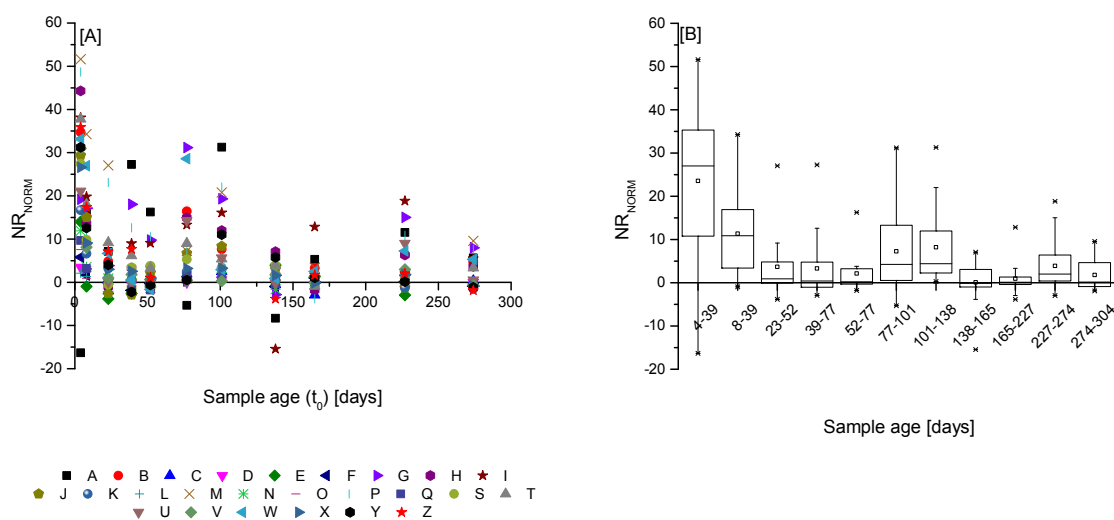 [A]
60
50
40
30
20
10
0
-10
-20
NR_NORM
0 50 100 150 200 250 300
Sample age (t_0) [days]
[B]
60
50
40
30
20
10
0
-10
-20
NR_NORM
4-39 8-39 23-52 39-77 52-77 77-101 101-138 138-165 165-227 227-274 274-304
Sample age [days]
A B C D E F G H I
J K L M N O P Q S T
U V W X Y Z